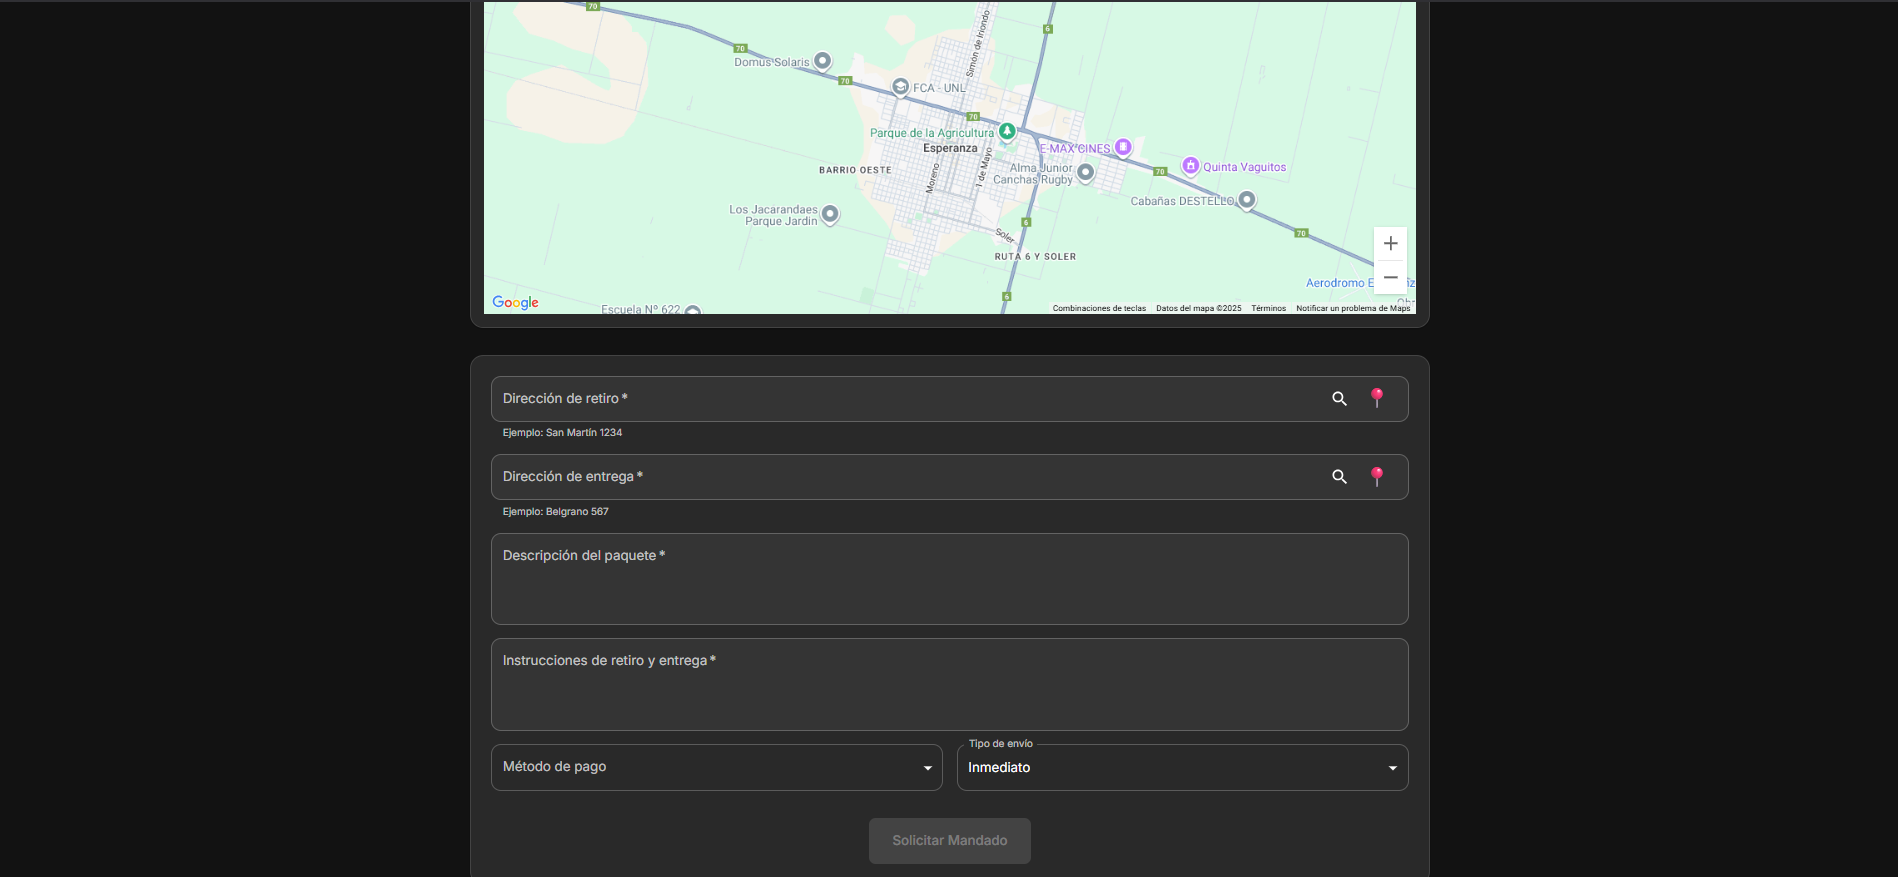 70
6
Simón de Iriondo
70
Domus Solaris
70
FCA - UNL
70
Parque de la Agricultura
E-MAX CINES
Esperanza
1 de Mayo
Moreno
BARRIO OESTE
Alma Junior
Canchas Rugby
70
Quinta Vaguitos
Cabañas DESTELLO
Los Jacarandaes
Parque Jardin
6
Soler
70
RUTA 6 Y SOLER
Aerodromo E
6
Google
Escuela Nº 622
Combinaciones de teclas Datos del mapa ©2025 Términos Notificar un problema de Maps
Dirección de retiro *
Ejemplo: San Martín 1234
Dirección de entrega *
Ejemplo: Belgrano 567
Descripción del paquete *
Instrucciones de retiro y entrega *
Método de pago
Tipo de envío
Inmediato
Solicitar Mandado